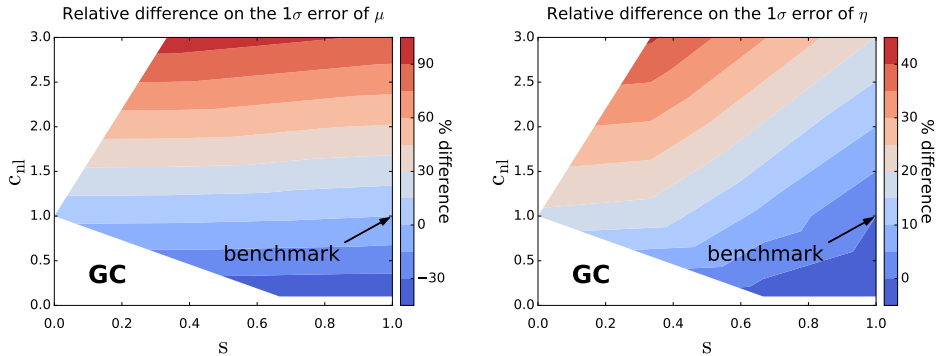 Relative difference on the 1σ error of μ
3.0
2.5
2.0
1.5
1.0
0.5
0.0
c_nl
0.0 0.2 0.4 0.6 0.8 1.0
s
GC
benchmark
90
60
30
0
−30
% difference
Relative difference on the 1σ error of η
3.0
2.5
2.0
1.5
1.0
0.5
0.0
c_nl
0.0 0.2 0.4 0.6 0.8 1.0
s
GC
benchmark
40
30
20
10
0
% difference